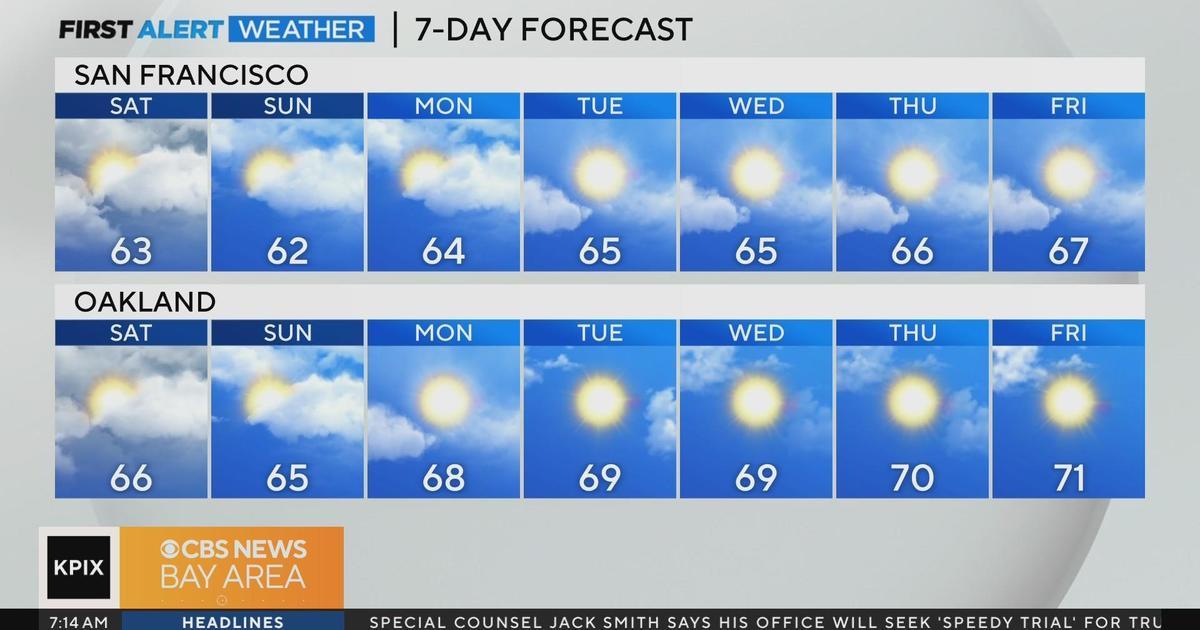 FIRST ALERT WEATHER | 7-DAY FORECAST
SAN FRANCISCO
SAT SUN MON TUE WED THU FRI
63 62 64 65 65 66 67
OAKLAND
SAT SUN MON TUE WED THU FRI
66 65 68 69 69 70 71
KPIX
CBS NEWS
BAY AREA
7:14 AM HEADLINES SPECIAL COUNSEL JACK SMITH SAYS HIS OFFICE WILL SEEK 'SPEEDY TRIAL' FOR TRU